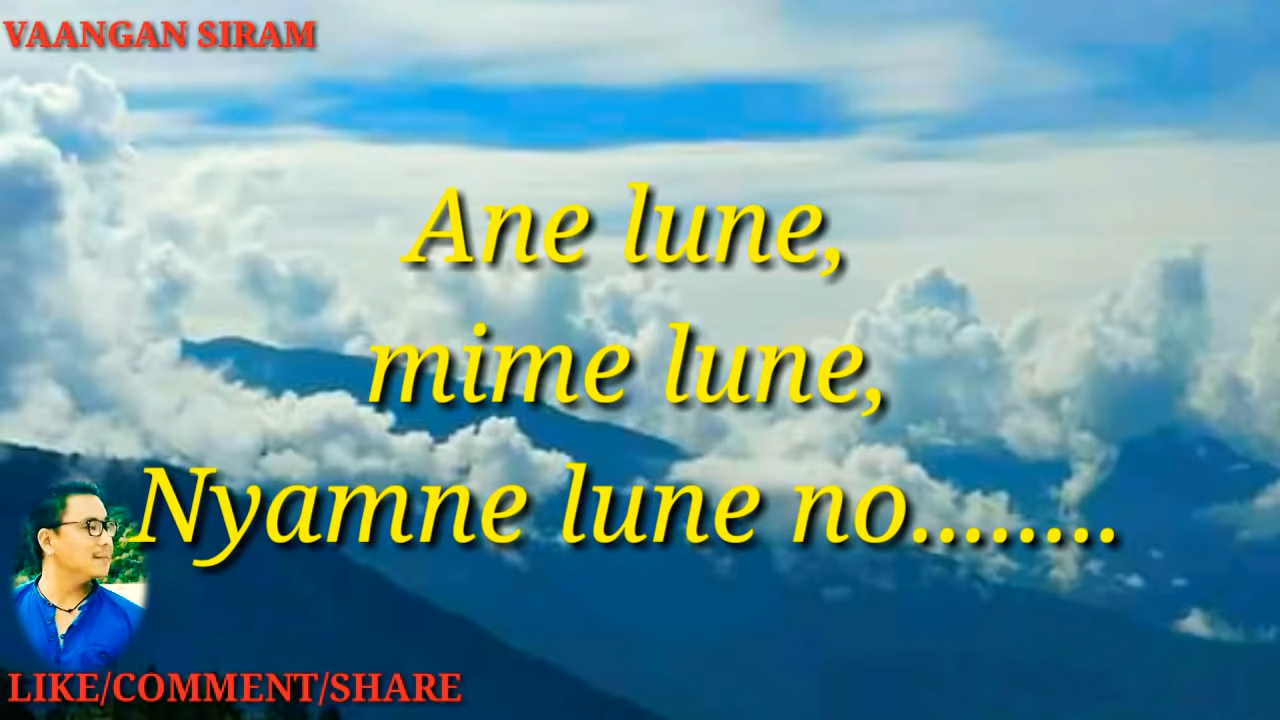 VAANGAN SIRAM
Ane lune,
mime lune,
Nyamne lune no........
LIKE/COMMENT/SHARE